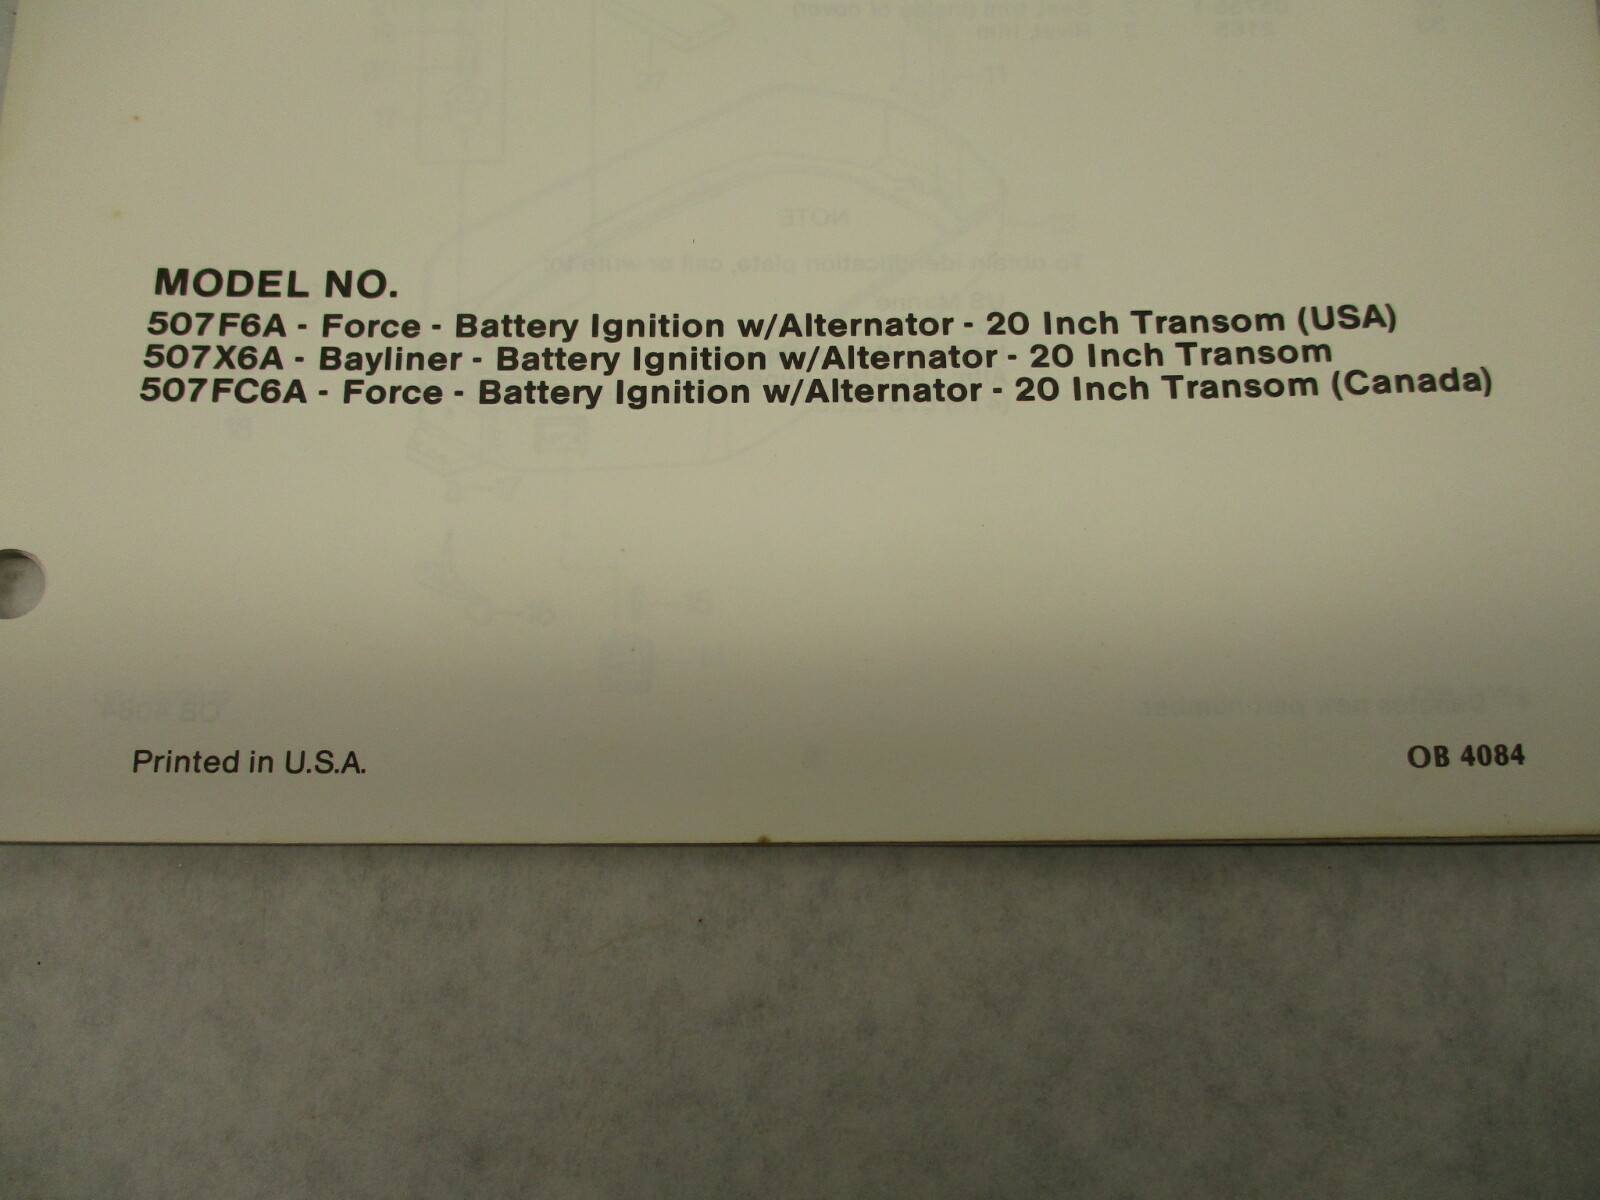 MODEL NO.
507F6A - Force - Battery Ignition w/Alternator - 20 Inch Transom (USA)
507X6A - Bayliner - Battery Ignition w/Alternator - 20 Inch Transom
507FC6A - Force - Battery Ignition w/Alternator - 20 Inch Transom (Canada)
Printed in U.S.A.
OB 4084